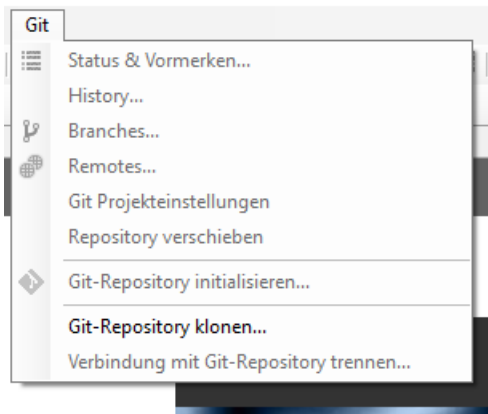 Git
Status & Vormerken...
History...
Branches...
Remotes...
Git Projekteinstellungen
Repository verschieben
Git-Repository initialisieren...
Git-Repository klonen...
Verbindung mit Git-Repository trennen...